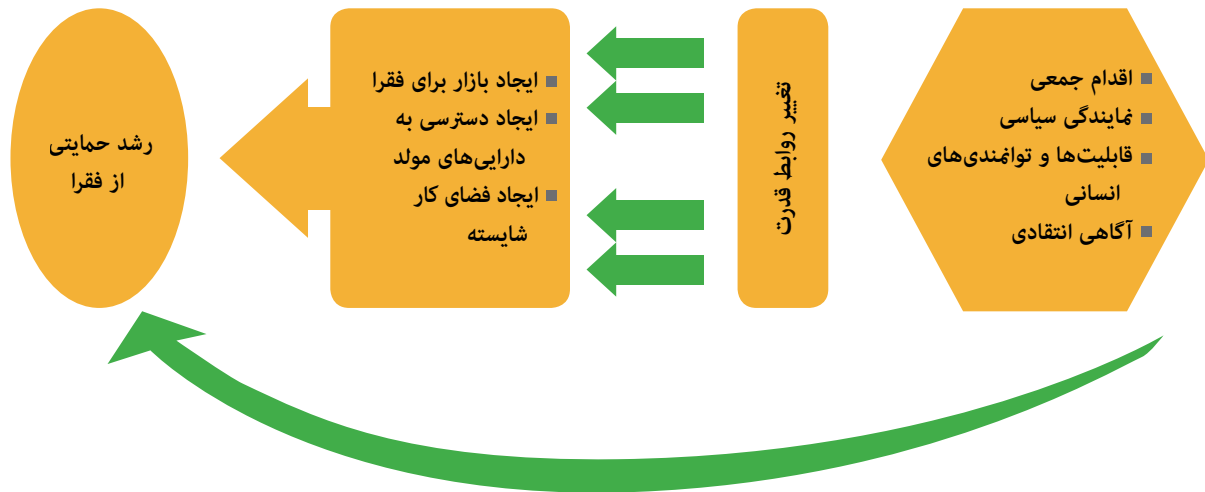 اقدام جمعی
نمایندگی سیاسی
قابلیت‌ها و توانمندی‌های
انسانی
آگاهی انتقادی
تغییر روابط قدرت
ایجاد بازار برای فقرا
ایجاد دسترسی به
دارایی‌های مولد
ایجاد فضای کار
شایسته
رشد حمایتی
از فقرا